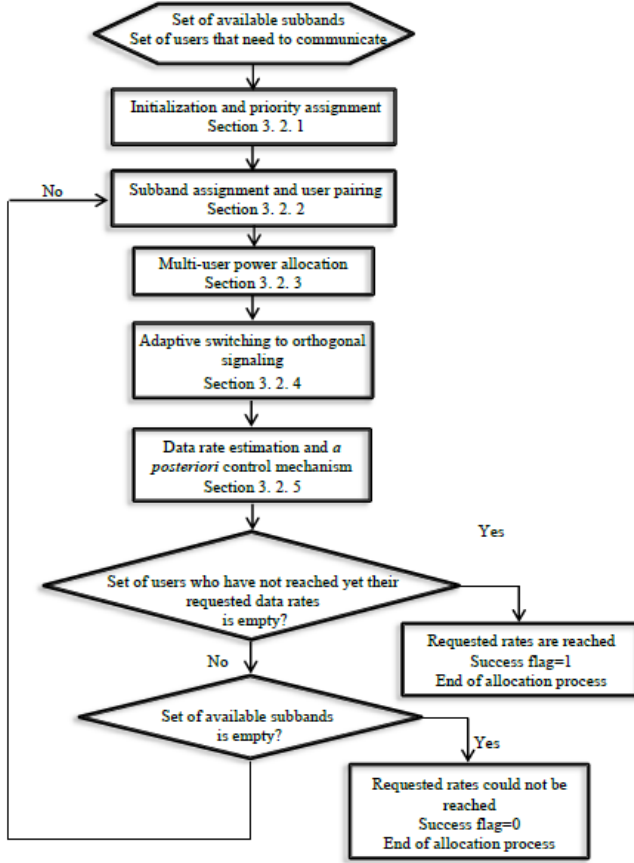 Set of available subbands
Set of users that need to communicate
Initialization and priority assignment
Section 3. 2. 1
No
Subband assignment and user pairing
Section 3. 2. 2
Multi-user power allocation
Section 3. 2. 3
Adaptive switching to orthogonal
signaling
Section 3. 2. 4
Data rate estimation and a
posteriori control mechanism
Section 3. 2. 5
Yes
Set of users who have not reached yet their
requested data rates
is empty?
Requested rates are reached
Success flag=1
End of allocation process
No
Set of available subbands
is empty?
Yes
Requested rates could not be
reached
Success flag=0
End of allocation process